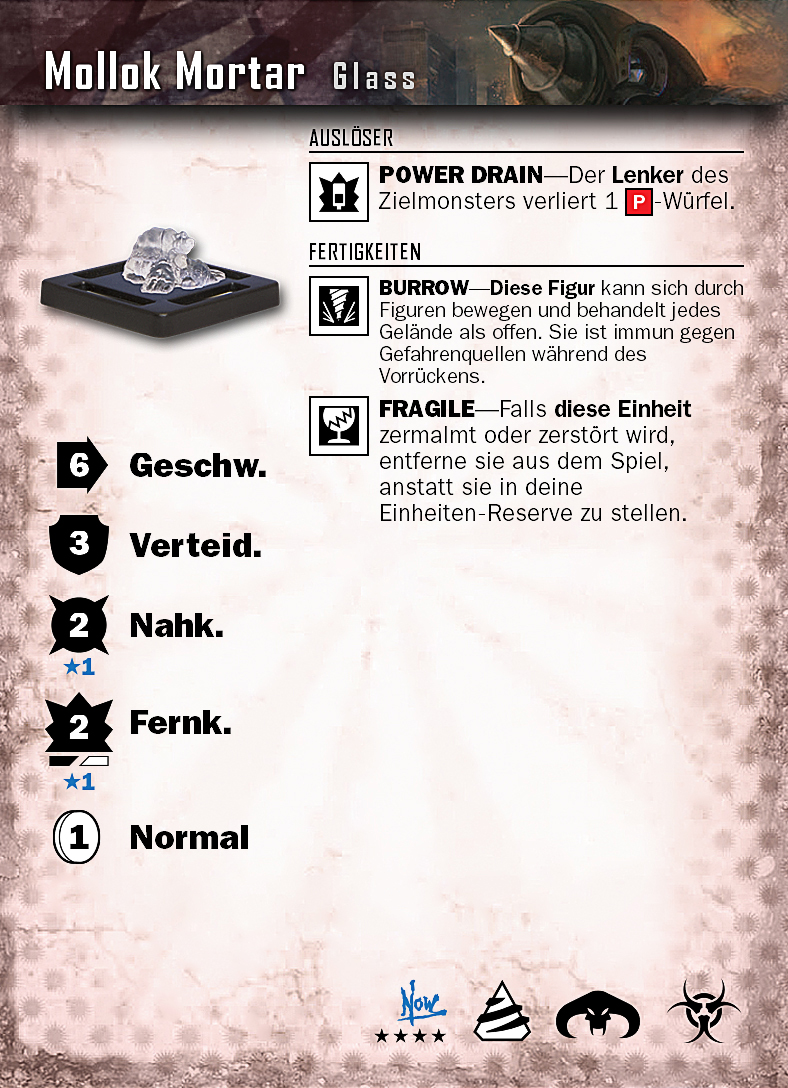 Mollok Mortar Glass
AUSLÖSER
POWER DRAIN—Der Lenker des
Zielmonsters verliert 1 P-Würfel.
FERTIGKEITEN
BURROW—Diese Figur kann sich durch
Figuren bewegen und behandelt jedes
Gelände als offen. Sie ist immun gegen
Gefahrenquellen während des
Vorrückens.
FRAGILE—Falls diese Einheit
zermalmt oder zerstört wird,
entferne sie aus dem Spiel,
anstatt sie in deine
Einheiten-Reserve zu stellen.
6 Geschw.
3 Verteid.
2 Nahk.
★1
2 Fernk.
★1
1 Normal
Now
★★★★